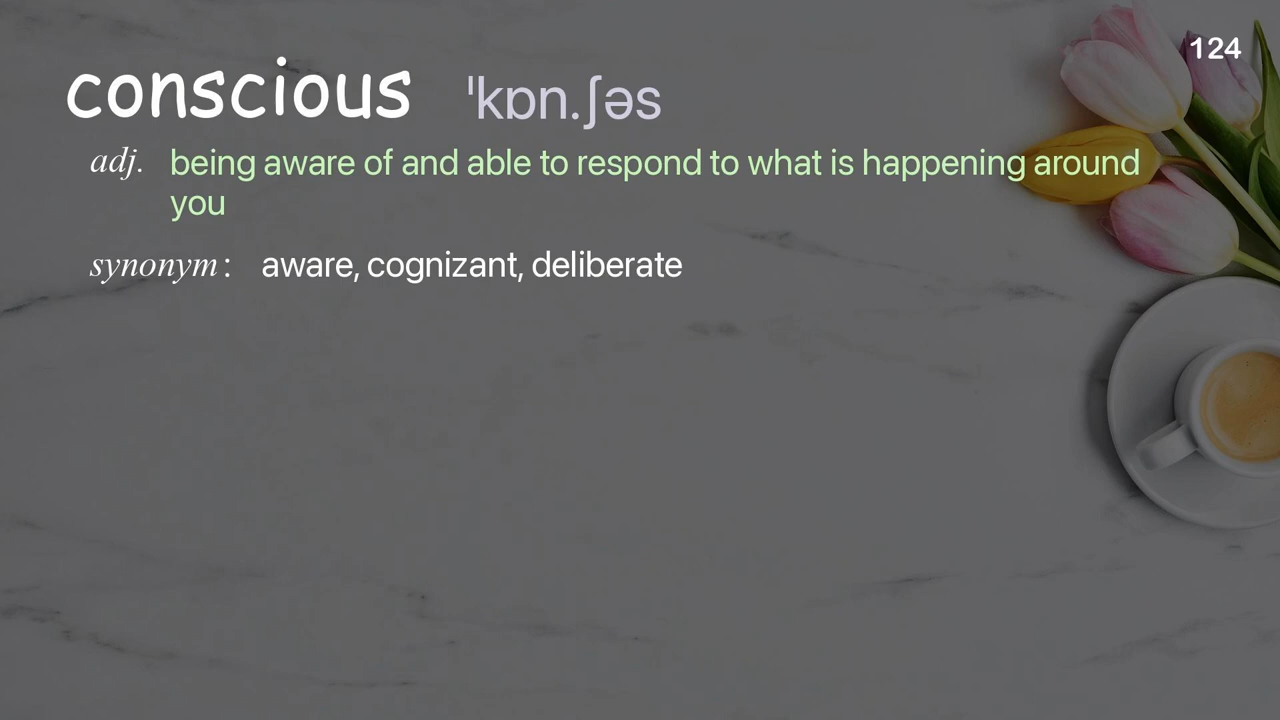 124
conscious ˈkɒn.ʃəs
adj. being aware of and able to respond to what is happening around
you
synonym: aware, cognizant, deliberate